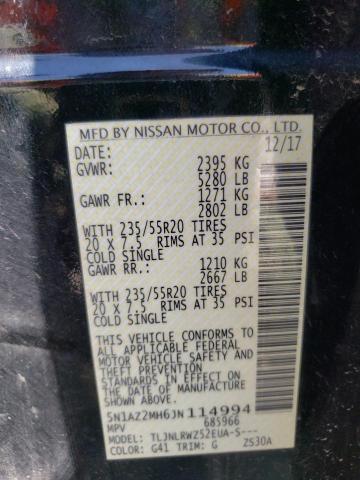 MFD BY NISSAN MOTOR CO., LTD.
DATE: 12/17
GVWR: 2395 KG
5280 LB
GAWR FR.: 1271 KG
2802 LB
WITH 235/55R20 TIRES
20 X 7.5 RIMS AT 35 PSI
COLD SINGLE
GAWR RR.: 1210 KG
2667 LB
WITH 235/55R20 TIRES
20 X 7.5 RIMS AT 35 PSI
COLD SINGLE
THIS VEHICLE CONFORMS TO
ALL APPLICABLE FEDERAL
MOTOR VEHICLE SAFETY AND
THEFT PREVENTION STANDARDS
IN EFFECT ON THE DATE OF
MANUFACTURE SHOWN ABOVE.
5N1AZ2MH6JN114994
MPV 685966
MODEL: TLJNLRWZ52EUA-S---
COLOR: G41 TRIM: G ZS30A